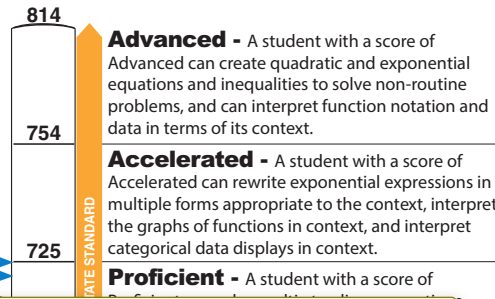 814
Advanced - A student with a score of
Advanced can create quadratic and exponential
equations and inequalities to solve non-routine
problems, and can interpret function notation and
data in terms of its context.
754
Accelerated - A student with a score of
Accelerated can rewrite exponential expressions in
multiple forms appropriate to the context, interpret
the graphs of functions in context, and interpret
categorical data displays in context.
725
Proficient - A student with a score of
ATE STANDARD